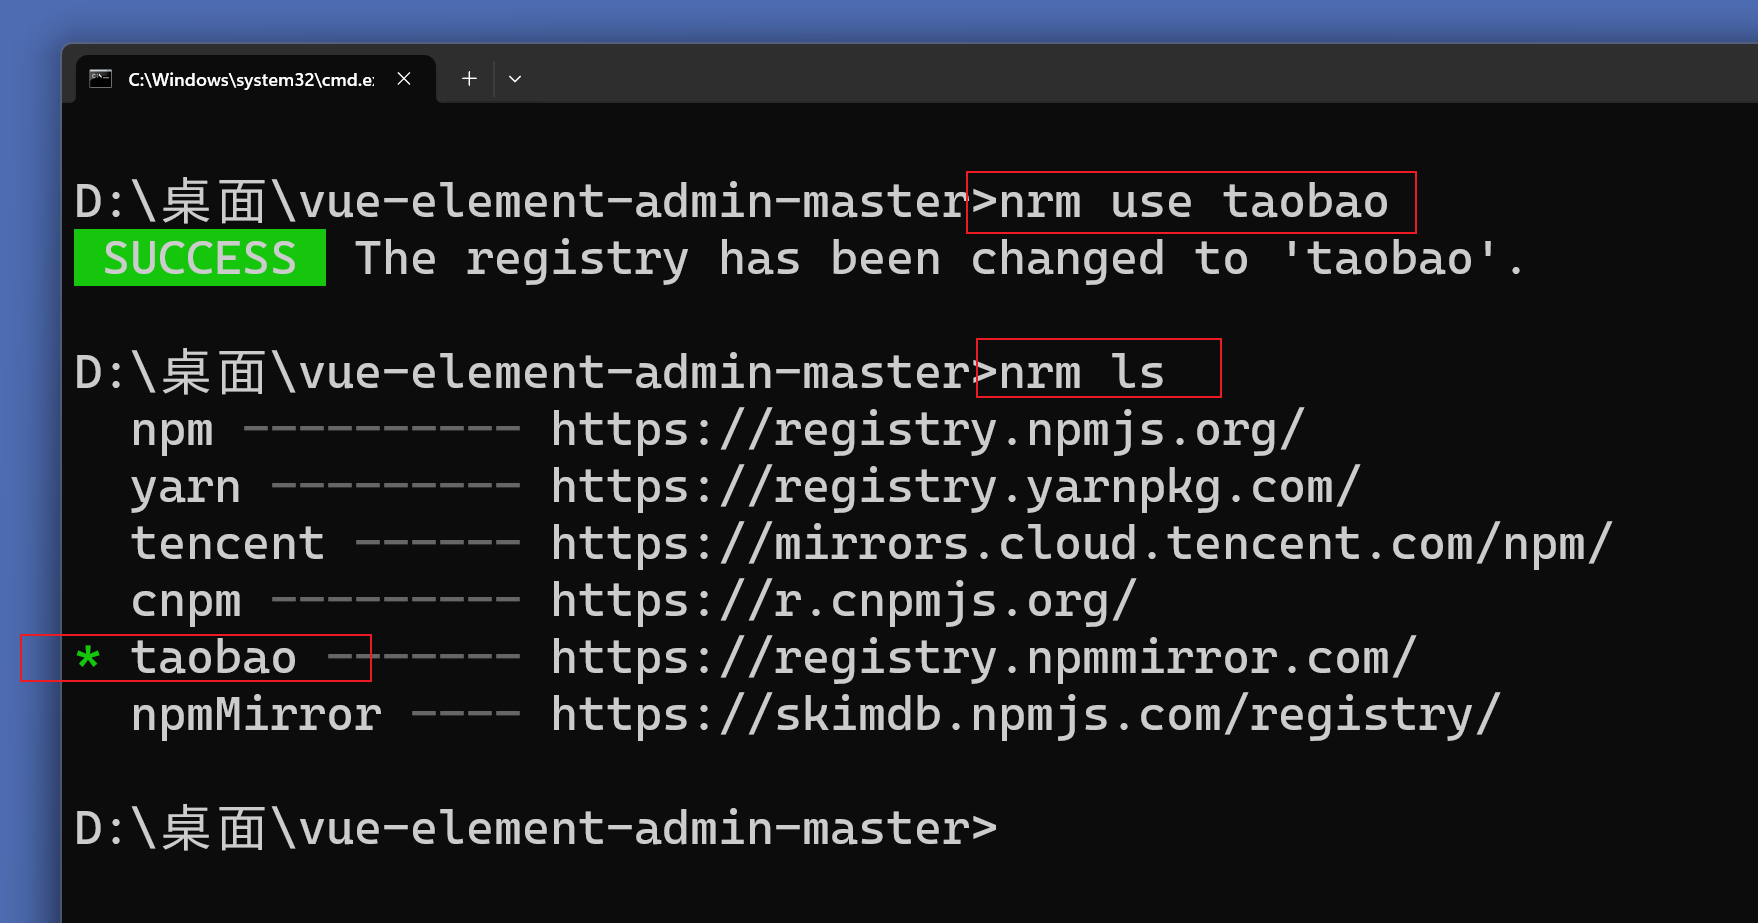 C:\Windows\system32\cmd.e
D:\桌面\vue-element-admin-master>nrm use taobao
SUCCESS The registry has been changed to 'taobao'.
D:\桌面\vue-element-admin-master>nrm ls
npm ---------- https://registry.npmjs.org/
yarn --------- https://registry.yarnpkg.com/
tencent ------ https://mirrors.cloud.tencent.com/npm/
cnpm --------- https://r.cnpmjs.org/
* taobao ------- https://registry.npmmirror.com/
npmMirror ---- https://skimdb.npmjs.com/registry/
D:\桌面\vue-element-admin-master>